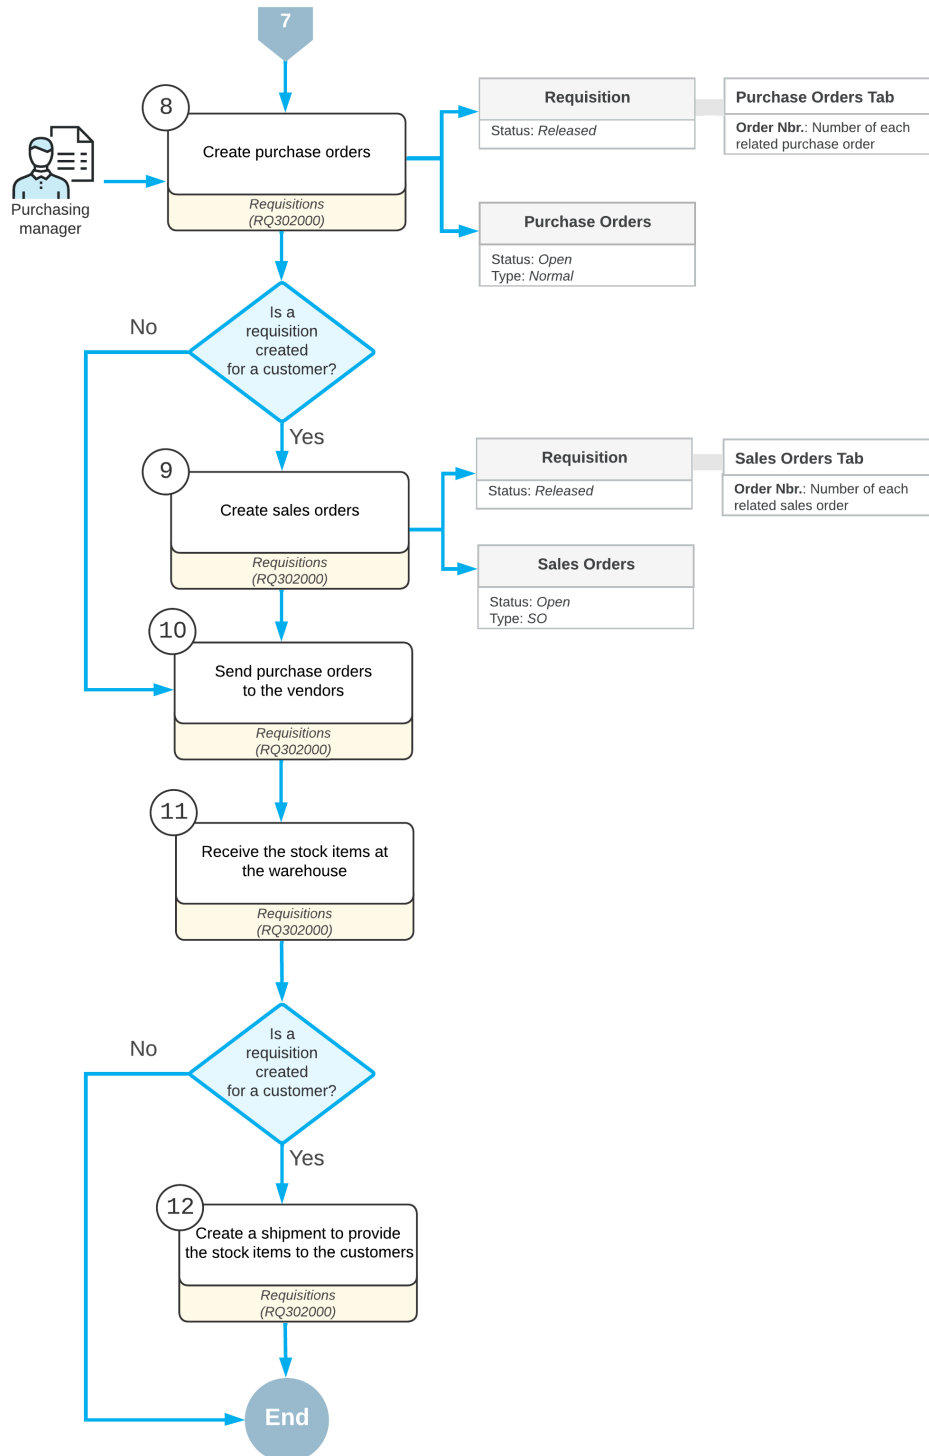 7
8
Create purchase orders
Requisitions
(RQ302000)
Purchasing
manager
Requisition
Status: Released
Purchase Orders Tab
Order Nbr.: Number of each
related purchase order
Purchase Orders
Status: Open
Type: Normal
Is a
requisition
created
for a customer?
No
Yes
9
Create sales orders
Requisitions
(RQ302000)
Requisition
Status: Released
Sales Orders Tab
Order Nbr.: Number of each
related sales order
Sales Orders
Status: Open
Type: SO
10
Send purchase orders
to the vendors
Requisitions
(RQ302000)
11
Receive the stock items at
the warehouse
Requisitions
(RQ302000)
Is a
requisition
created
for a customer?
No
Yes
12
Create a shipment to provide
the stock items to the customers
Requisitions
(RQ302000)
End